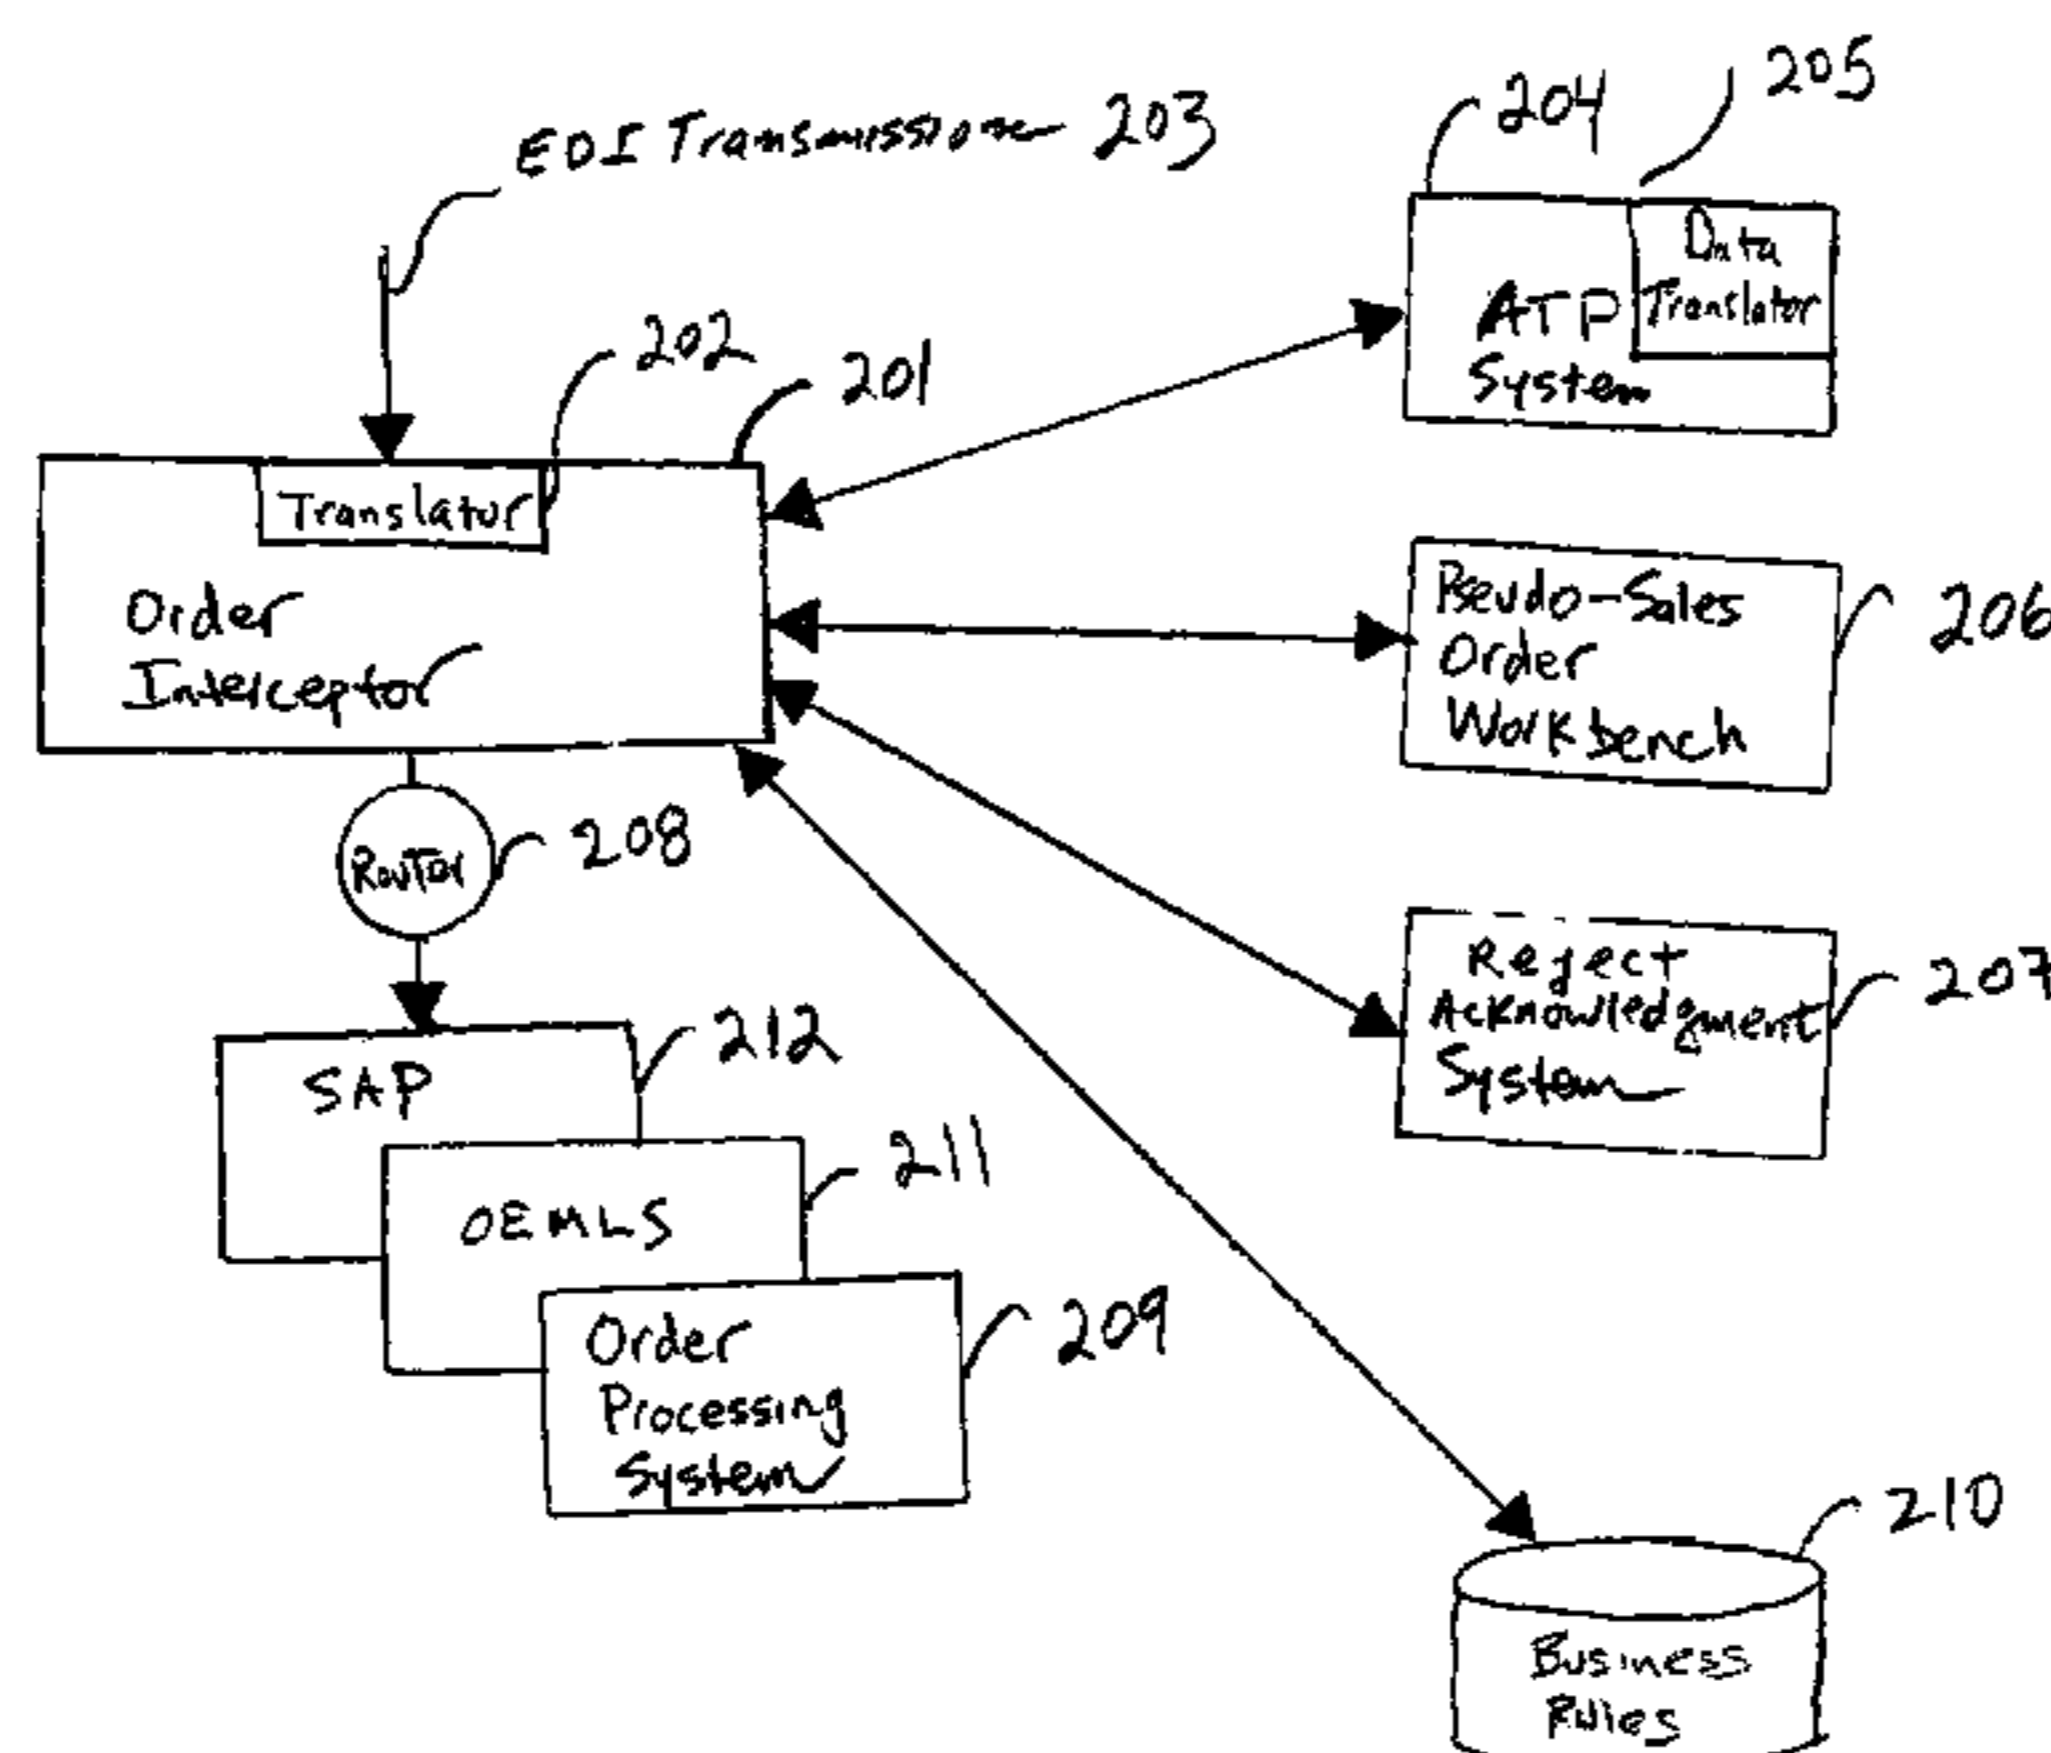 EDI Transmission 203
204
205
Data
Translator
ATP
System
202
201
Translator
Order
Interceptor
Pseudo-Sales
Order
Workbench
206
Router
208
Reject
Acknowledgment
System
207
SAP
212
OEMLS
211
Order
Processing
System
209
210
Business
Rules